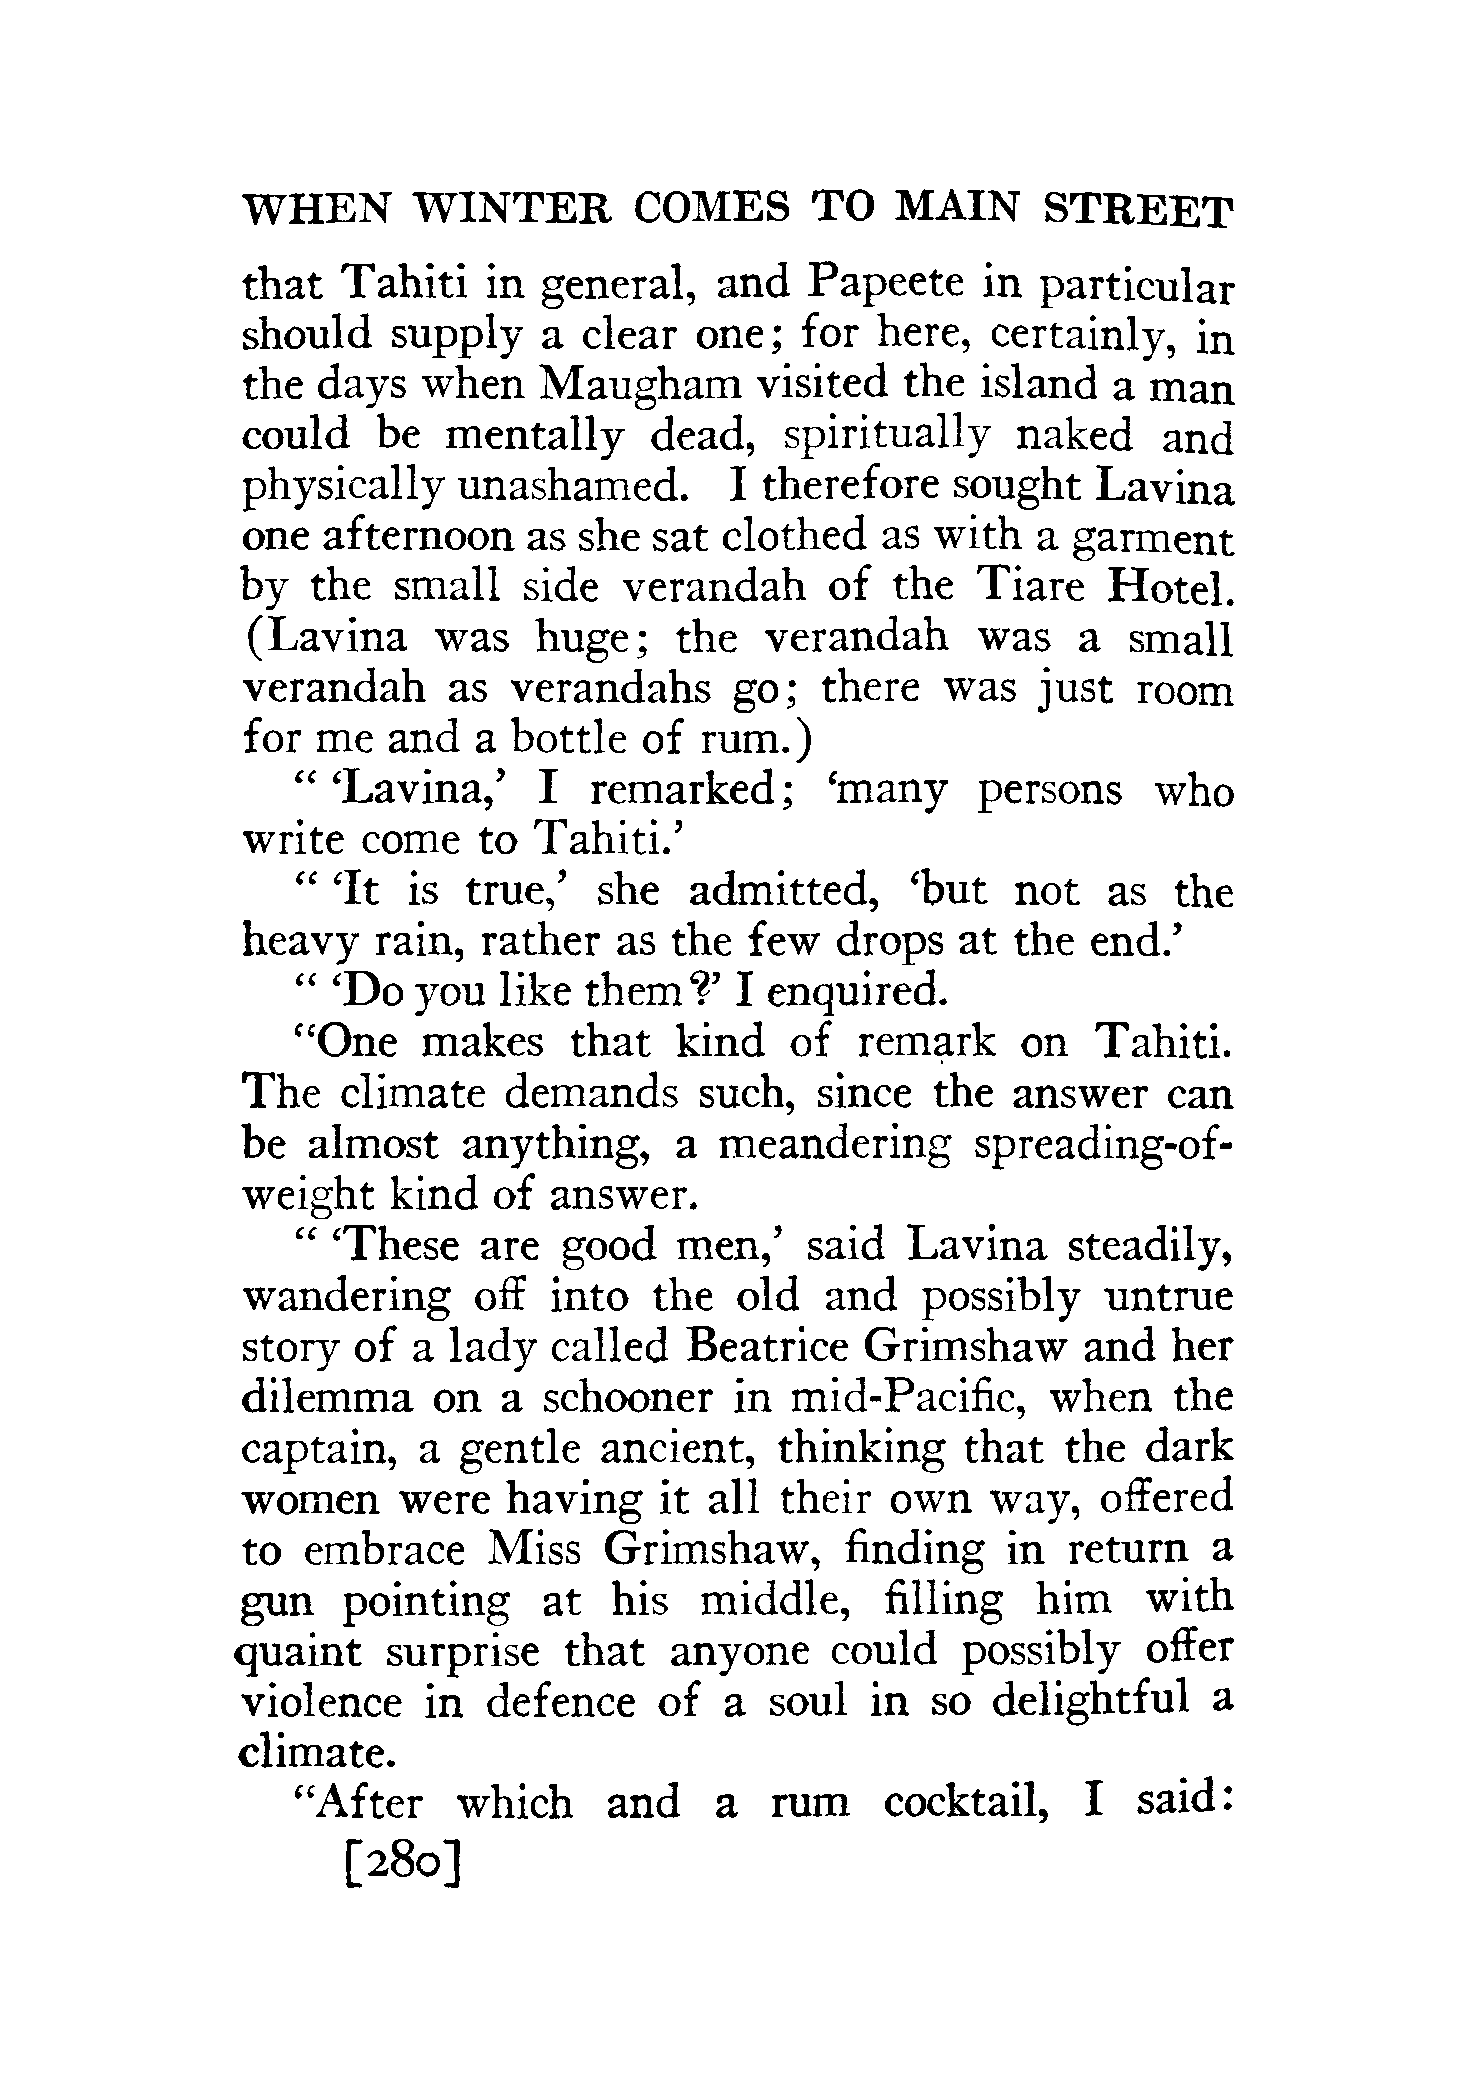 WHEN WINTER COMES TO MAIN STREET
that Tahiti in general, and Papeete in particular
should supply a clear one; for here, certainly, in
the days when Maugham visited the island a man
could be mentally dead, spiritually naked and
physically unashamed. I therefore sought Lavina
one afternoon as she sat clothed as with a garment
by the small side verandah of the Tiare Hotel.
(Lavina was huge; the verandah was a small
verandah as verandahs go; there was just room
for me and a bottle of rum.)
“ ‘Lavina,’ I remarked; ‘many persons who
write come to Tahiti.’
“ ‘It is true,’ she admitted, ‘but not as the
heavy rain, rather as the few drops at the end.’
“ ‘Do you like them?’ I enquired.
“One makes that kind of remark on Tahiti.
The climate demands such, since the answer can
be almost anything, a meandering spreading-of-
weight kind of answer.
“ ‘These are good men,’ said Lavina steadily,
wandering off into the old and possibly untrue
story of a lady called Beatrice Grimshaw and her
dilemma on a schooner in mid-Pacific, when the
captain, a gentle ancient, thinking that the dark
women were having it all their own way, offered
to embrace Miss Grimshaw, finding in return a
gun pointing at his middle, filling him with
quaint surprise that anyone could possibly offer
violence in defence of a soul in so delightful a
climate.
“After which and a rum cocktail, I said:
[280]